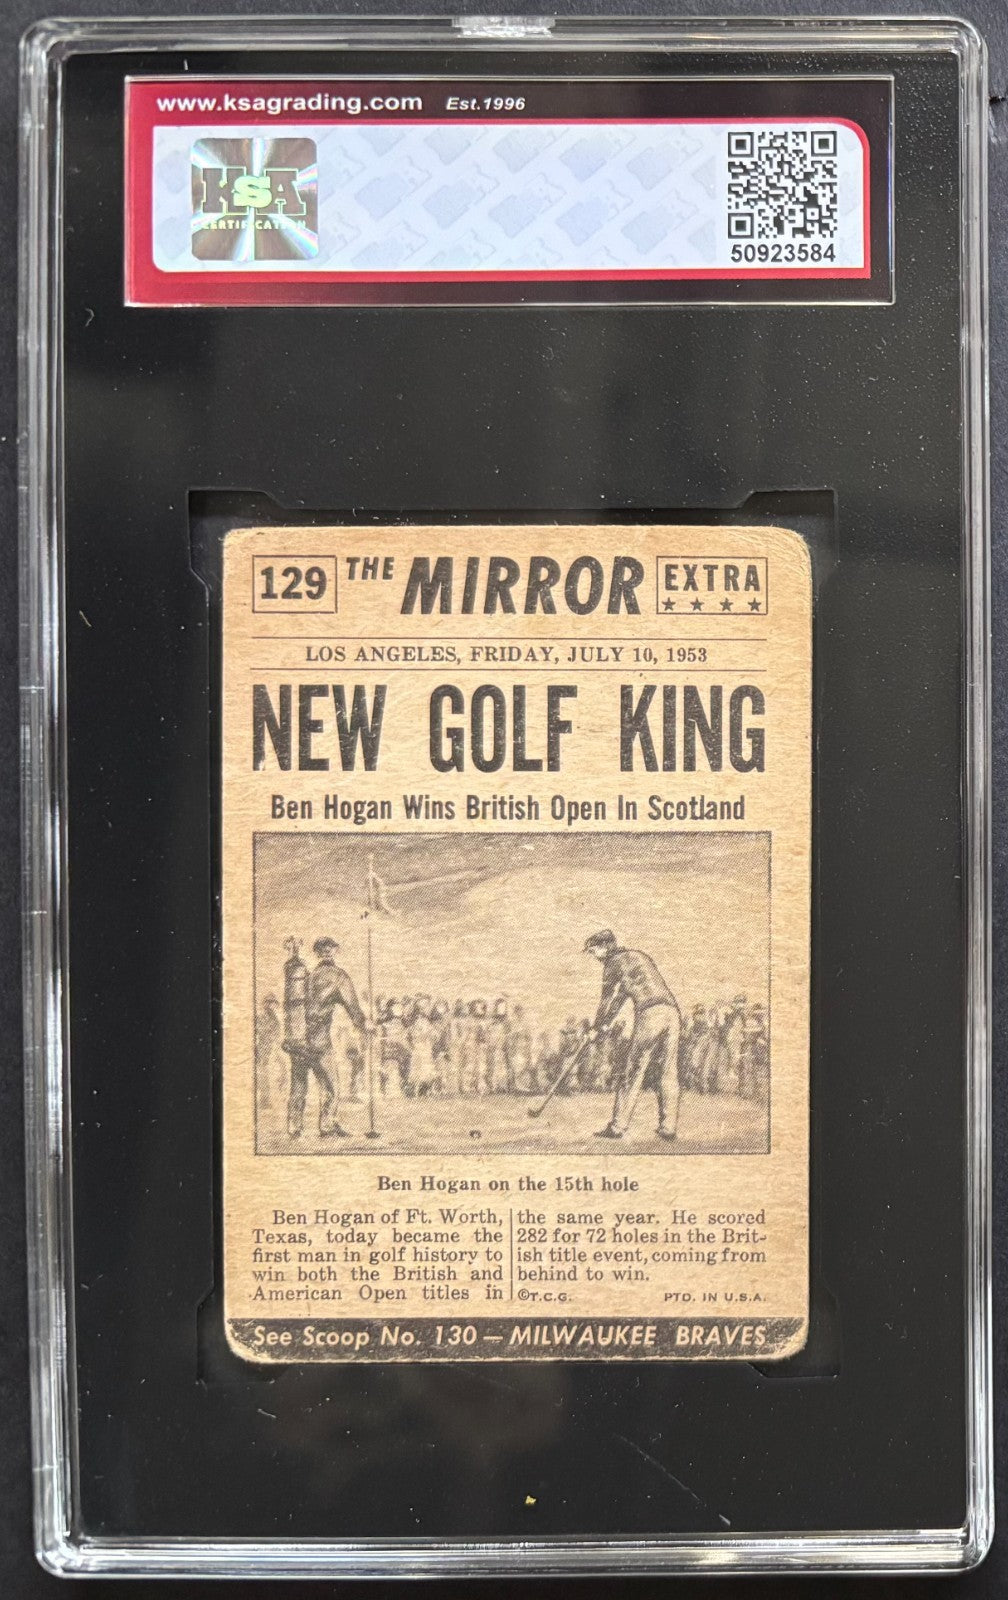 www.ksagrading.com Est.1996
KSA
CERTIFICATION
50923584
129 THE MIRROR EXTRA
LOS ANGELES, FRIDAY, JULY 10, 1953
NEW GOLF KING
Ben Hogan Wins British Open In Scotland
Ben Hogan on the 15th hole
Ben Hogan of Ft. Worth,
Texas, today became the
first man in golf history to
win both the British and
American Open titles in
the same year. He scored
282 for 72 holes in the Brit-
ish title event, coming from
behind to win.
©T.C.G. PTD. IN U.S.A.
See Scoop No. 130 — MILWAUKEE BRAVES